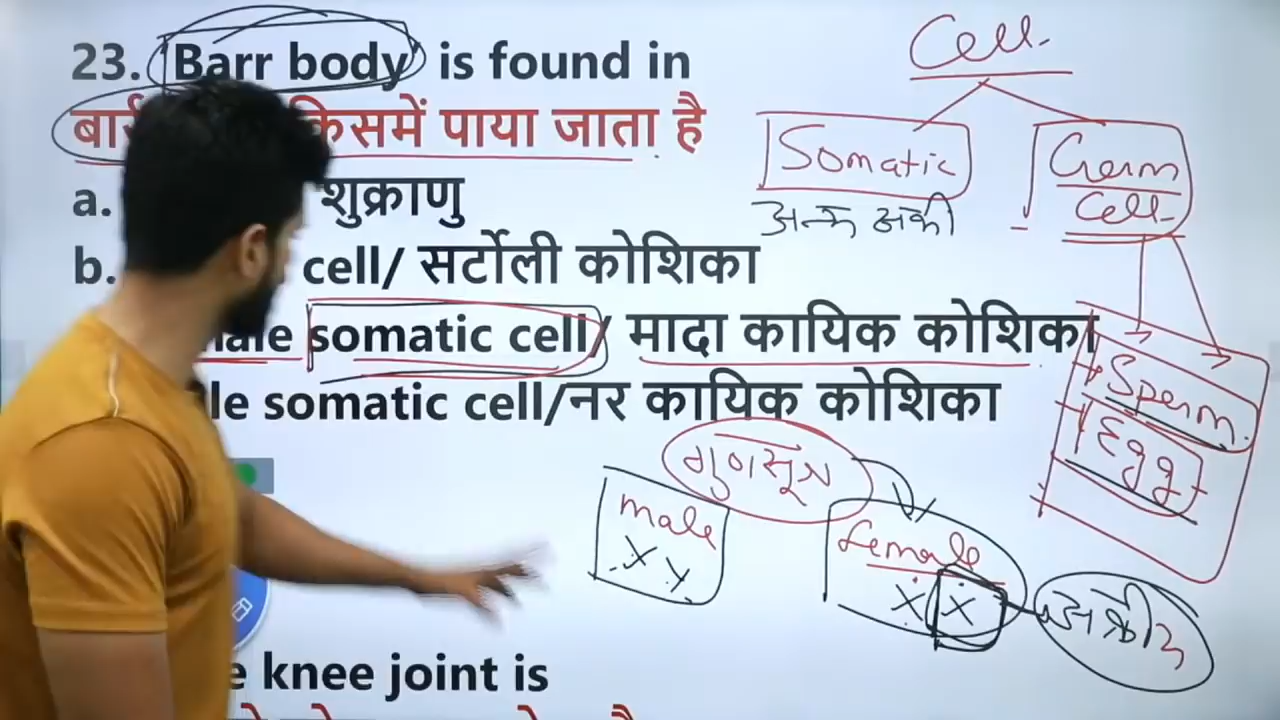 23. Barr body is found in
किसमें पाया जाता है
a. शुक्राणु
b. cell/ सर्टोली कोशिका
somatic cell/ मादा कायिक कोशिका
somatic cell/नर कायिक कोशिका
knee joint is
Cell
Somatic
Germ
Cell
Sperm
Egg
गुणसूत्र
male
X Y
female
X X